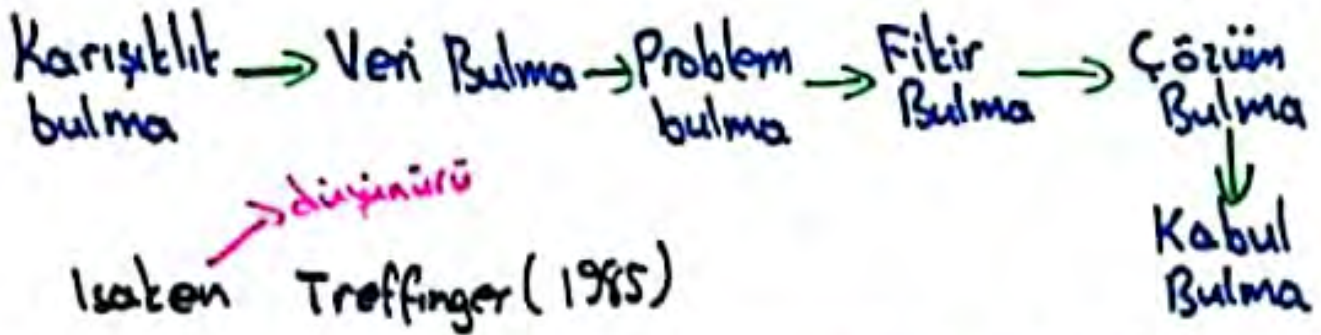 Karışıklık → Veri Bulma → Problem → Fikir → Çözüm
bulma bulma Bulma Bulma
düşünürü
Kabul
Isaken Treffinger (1985)
Bulma